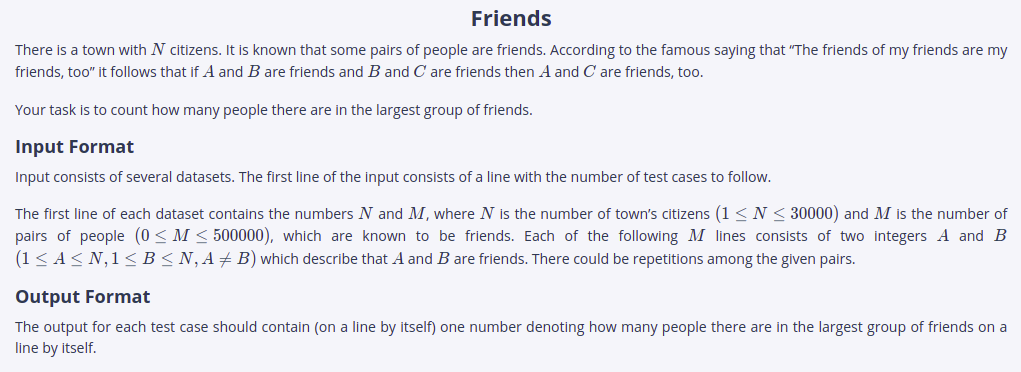 Friends
There is a town with N citizens. It is known that some pairs of people are friends. According to the famous saying that “The friends of my friends are my
friends, too” it follows that if A and B are friends and B and C are friends then A and C are friends, too.
Your task is to count how many people there are in the largest group of friends.
Input Format
Input consists of several datasets. The first line of the input consists of a line with the number of test cases to follow.
The first line of each dataset contains the numbers N and M, where N is the number of town’s citizens (1 ≤ N ≤ 30000) and M is the number of
pairs of people (0 ≤ M ≤ 500000), which are known to be friends. Each of the following M lines consists of two integers A and B
(1 ≤ A ≤ N, 1 ≤ B ≤ N, A ≠ B) which describe that A and B are friends. There could be repetitions among the given pairs.
Output Format
The output for each test case should contain (on a line by itself) one number denoting how many people there are in the largest group of friends on a
line by itself.